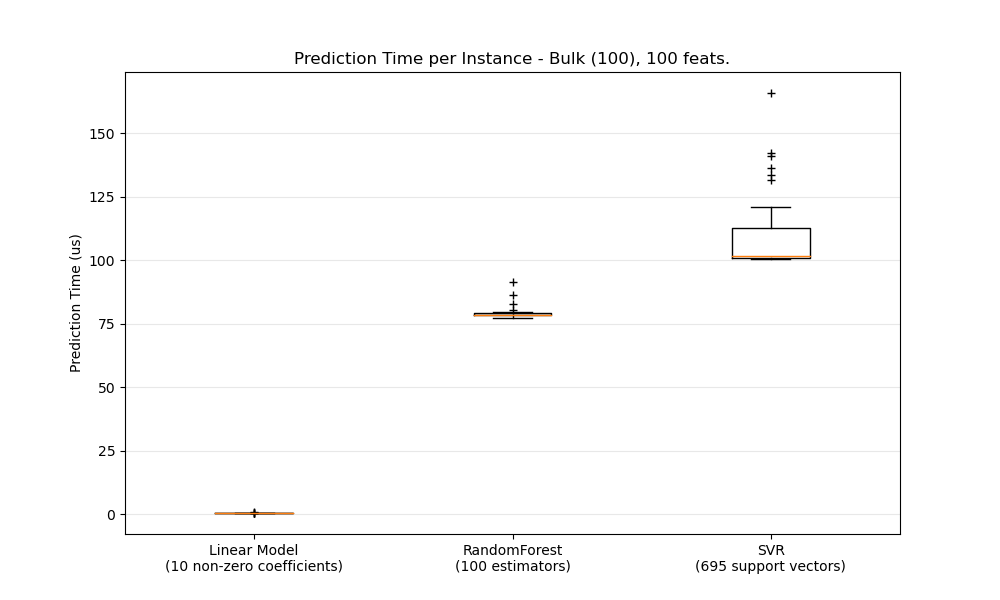 Prediction Time per Instance - Bulk (100), 100 feats.
Prediction Time (us)
150
125
100
75
50
25
0
Linear Model
(10 non-zero coefficients)
RandomForest
(100 estimators)
SVR
(695 support vectors)